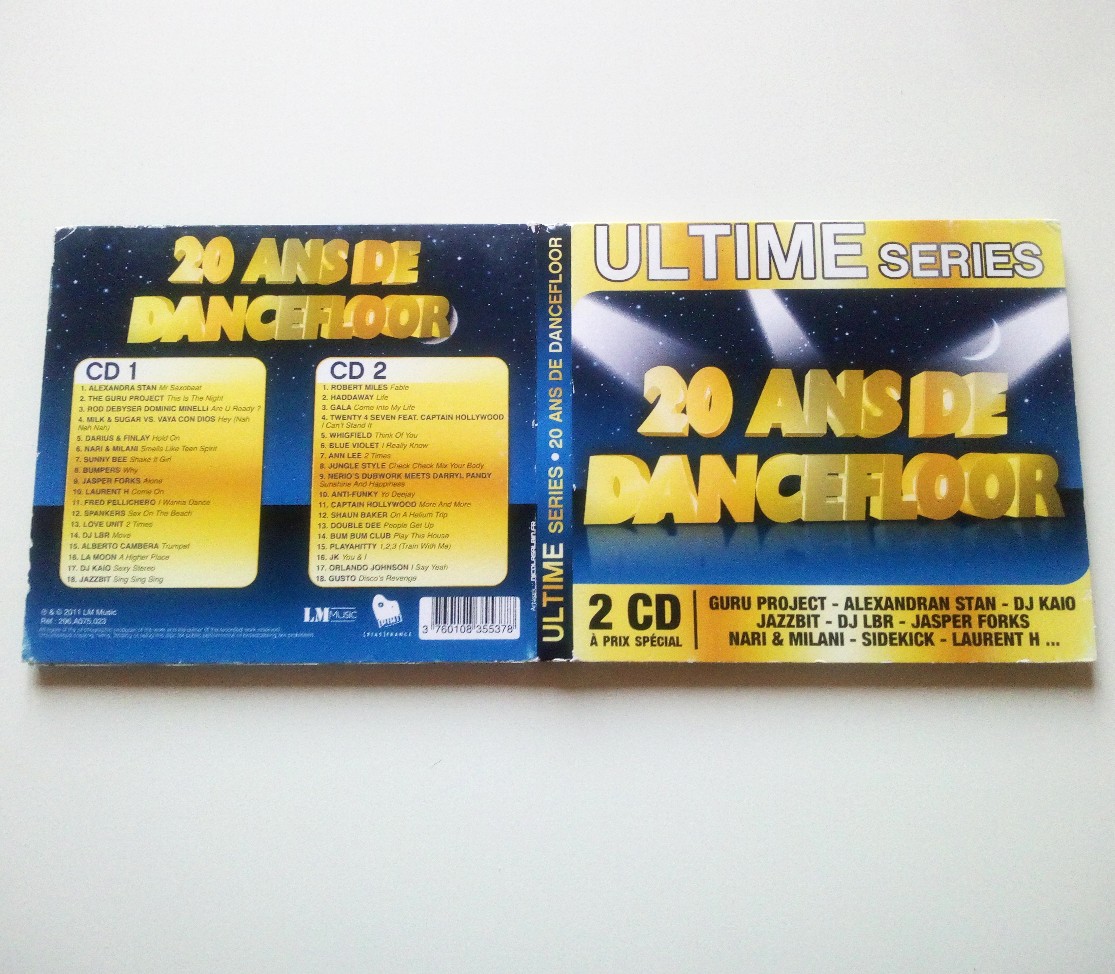 20 ANS DE
DANCEFLOOR
CD 1
1. ALEXANDRA STAN Mr Saxobeat
2. THE GURU PROJECT This Is The Night
3. ROD DEBYSER DOMINIC MINELLI Are U Ready ?
4. MILK & SUGAR VS. VAYA CON DIOS Hey (Nah
Neh Nah)
5. DARIUS & FINLAY Hold On
6. NARI & MILANI Smells Like Teen Spirit
7. SUNNY BEE Shake It Girl
8. BUMPERS Why
9. JASPER FORKS Alone
10. LAURENT H Come On
11. FRED PELLICHERO I Wanna Dance
12. SPANKERS Sex On The Beach
13. LOVE UNIT 2 Times
14. DJ LBR Move
15. ALBERTO CAMBERA Trumpet
16. LA MOON A Higher Place
17. DJ KAIO Sexy Stereo
18. JAZZBIT Sing Sing Sing
CD 2
1. ROBERT MILES Fable
2. HADDAWAY Life
3. GALA Come Into My Life
4. TWENTY 4 SEVEN FEAT. CAPTAIN HOLLYWOOD
I Can't Stand It
5. WHIGFIELD Think Of You
6. BLUE VIOLET I Really Know
7. ANN LEE 2 Times
8. JUNGLE STYLE Check Check Mix Your Body
9. NERIO'S DUBWORK MEETS DARRYL PANDY
Sunshine And Happiness
10. ANTI-FUNKY Yo Deejay
11. CAPTAIN HOLLYWOOD More And More
12. SHAUN BAKER On A Helium Trip
13. DOUBLE DEE People Get Up
14. BUM BUM CLUB Play This House
15. PLAYAHITTY 1,2,3 (Train With Me)
16. JK You & I
17. ORLANDO JOHNSON I Say Yeah
18. GUSTO Disco's Revenge
℗ & © 2011 LM Music
Réf : 296.A075.023
LM MUSIC
3 760108 355378
ULTIME SERIES • 20 ANS DE DANCEFLOOR
ULTIME SERIES
20 ANS DE
DANCEFLOOR
2 CD
À PRIX SPÉCIAL
GURU PROJECT - ALEXANDRAN STAN - DJ KAIO
JAZZBIT - DJ LBR - JASPER FORKS
NARI & MILANI - SIDEKICK - LAURENT H ...